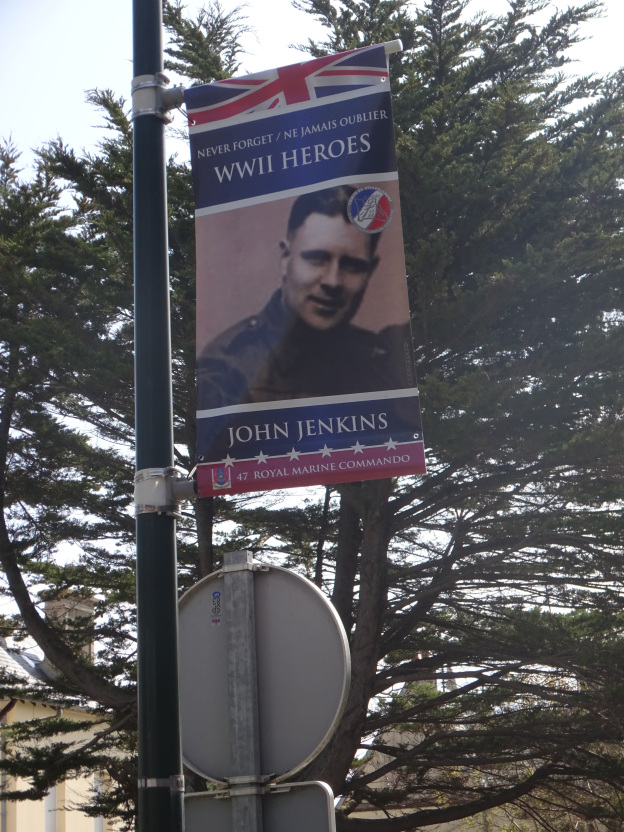 NEVER FORGET / NE JAMAIS OUBLIER
WWII HEROES
JOHN JENKINS
47 ROYAL MARINE COMMANDO